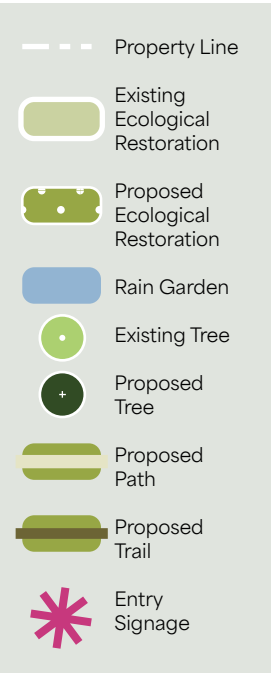 Property Line
Existing
Ecological
Restoration
Proposed
Ecological
Restoration
Rain Garden
Existing Tree
Proposed
Tree
Proposed
Path
Proposed
Trail
Entry
Signage